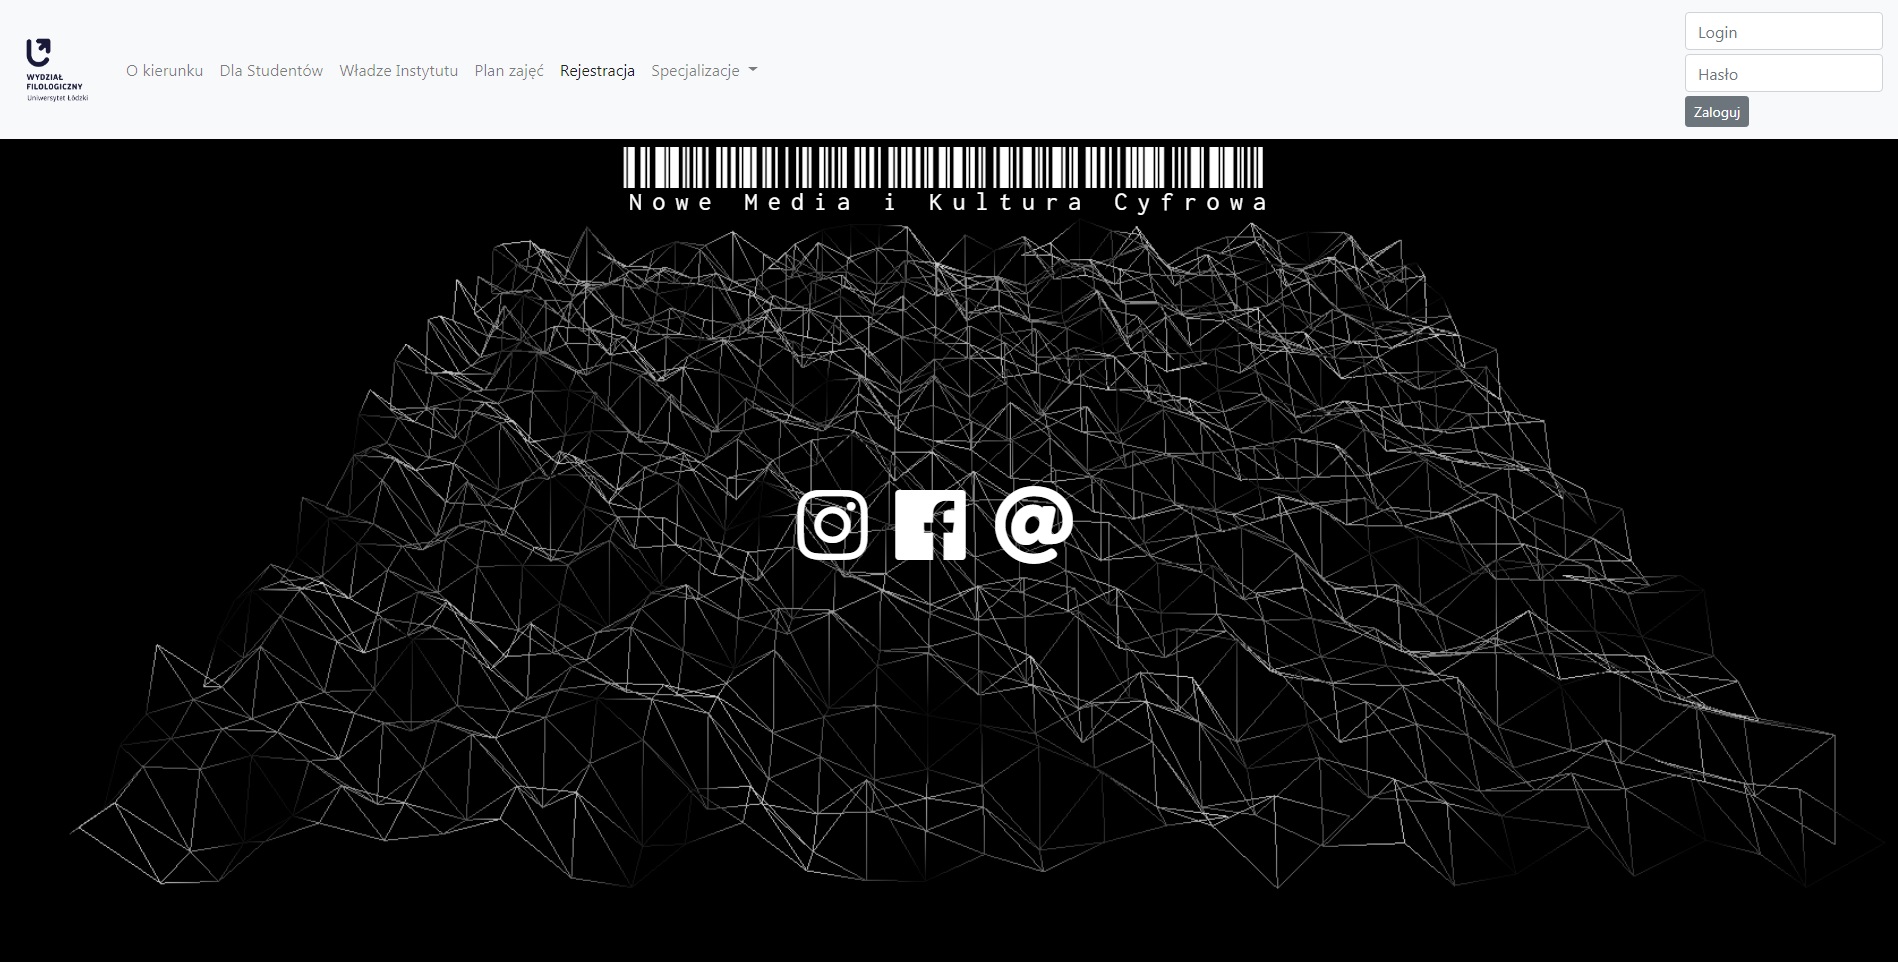 WYDZIAŁ
FILOLOGICZNY
Uniwersytet Łódzki
O kierunku Dla Studentów Władze Instytutu Plan zajęć Rejestracja Specjalizacje
Login
Hasło
Zaloguj
Nowe Media i Kultura Cyfrowa